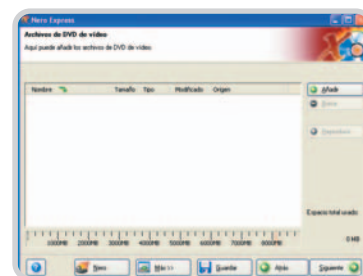 Nero Express
Archivos de DVD de vídeo
Aquí puede añadir los archivos de DVD de vídeo.
Nombre Tamaño Tipo Modificado Origen
Añadir
Borrar
Reproducir
Espacio total usado
1000MB 2000MB 3000MB 4000MB 5000MB 6000MB 7000MB 8000MB
0 MB
Nero Más >> Guardar Atrás Siguiente